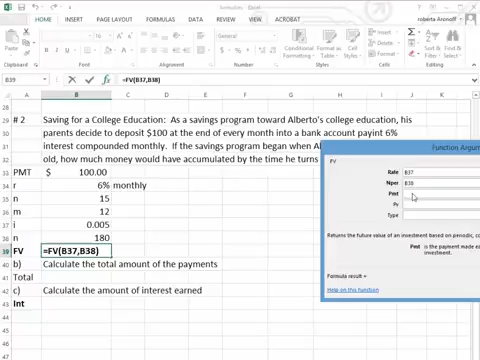 formulas - Excel
HOME INSERT PAGE LAYOUT FORMULAS DATA REVIEW VIEW ACROBAT
roberta Aronoff
Paste
Conditional Format as Cell
Formatting Table Styles
Insert
Delete
Format
Sort & Find &
Filter Select
Clipboard Font Alignment Number Styles Cells Editing
B39 =FV(B37,B38)
A B C D E F G H I J K
28
29 # 2 Saving for a College Education: As a savings program toward Alberto's college education, his
30 parents decide to deposit $100 at the end of every month into a bank account payint 6%
31 interest compounded monthly. If the savings program began when Al
32 old, how much money would have accumulated by the time he turns
33 PMT $ 100.00
34 r 6% monthly
35 n 15
36 m 12
37 i 0.005
38 n 180
39 FV =FV(B37,B38)
40 b) Calculate the total amount of the payments
41 Total
42 c) Calculate the amount of interest earned
43 Int
Function Argum
FV
Rate B37
Nper B38
Pmt
Pv
Type
Returns the future value of an investment based on periodic, co
Pmt is the payment made ea
investment.
Formula result =
Help on this function